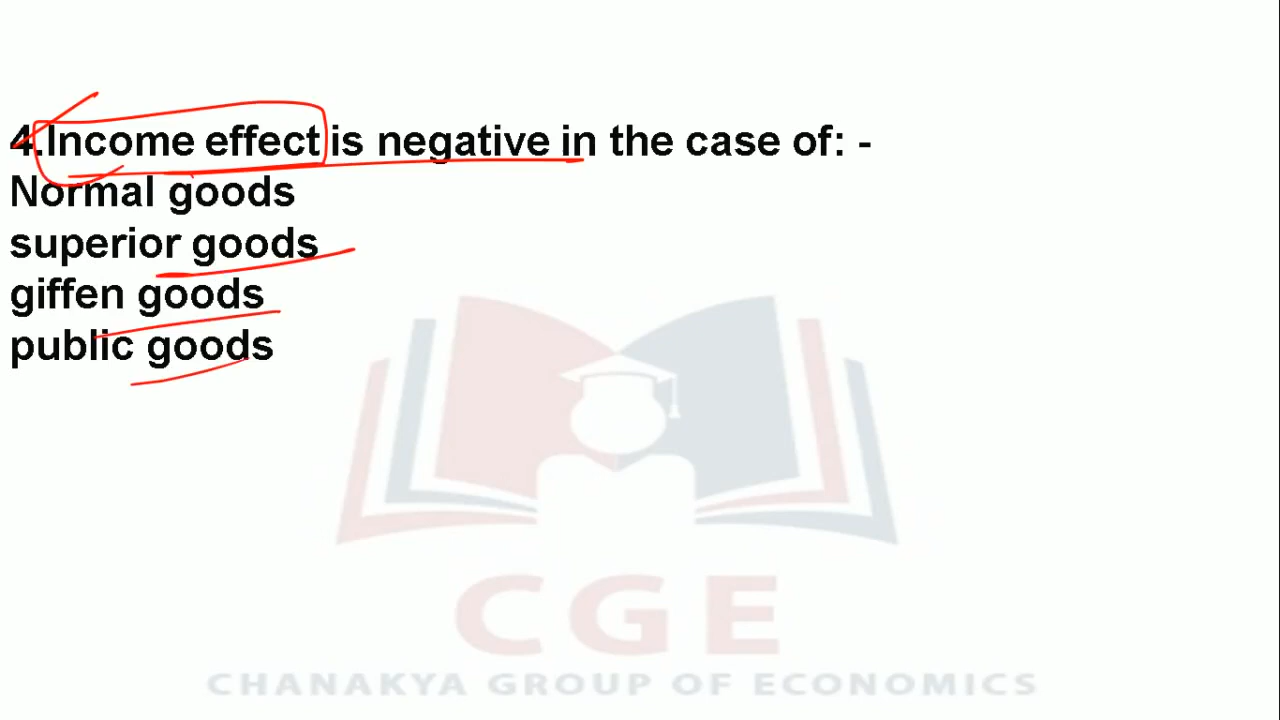 4.Income effect is negative in the case of: -
Normal goods
superior goods
giffen goods
public goods
CGE
CHANAKYA GROUP OF ECONOMICS